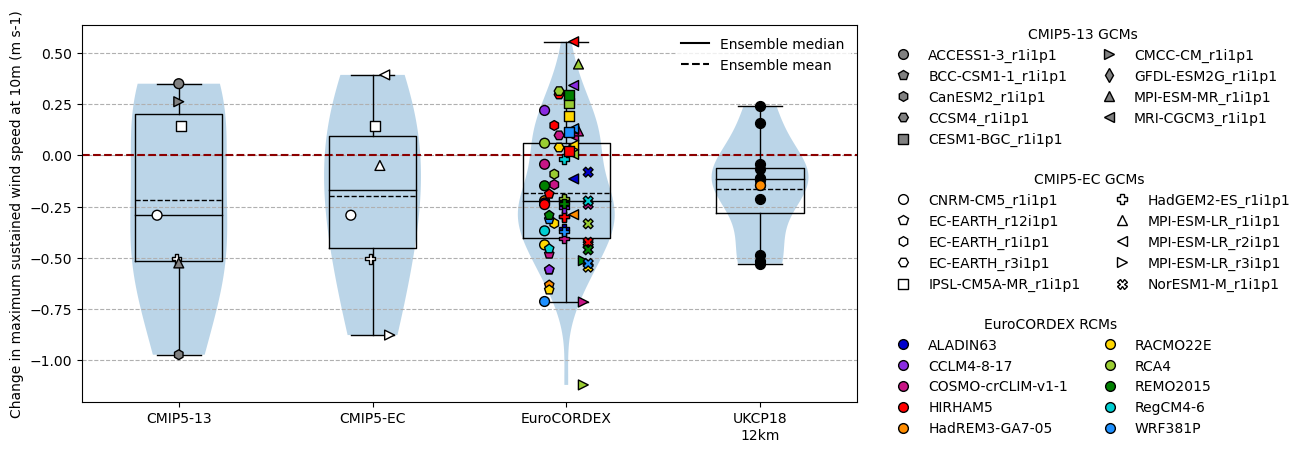 Change in maximum sustained wind speed at 10m (m s-1)
0.50
0.25
0.00
−0.25
−0.50
−0.75
−1.00
CMIP5-13
CMIP5-EC
EuroCORDEX
UKCP18
12km
Ensemble median
Ensemble mean
CMIP5-13 GCMs
ACCESS1-3_r1i1p1
BCC-CSM1-1_r1i1p1
CanESM2_r1i1p1
CCSM4_r1i1p1
CESM1-BGC_r1i1p1
CMCC-CM_r1i1p1
GFDL-ESM2G_r1i1p1
MPI-ESM-MR_r1i1p1
MRI-CGCM3_r1i1p1
CMIP5-EC GCMs
CNRM-CM5_r1i1p1
EC-EARTH_r12i1p1
EC-EARTH_r1i1p1
EC-EARTH_r3i1p1
IPSL-CM5A-MR_r1i1p1
HadGEM2-ES_r1i1p1
MPI-ESM-LR_r1i1p1
MPI-ESM-LR_r2i1p1
MPI-ESM-LR_r3i1p1
NorESM1-M_r1i1p1
EuroCORDEX RCMs
ALADIN63
CCLM4-8-17
COSMO-crCLIM-v1-1
HIRHAM5
HadREM3-GA7-05
RACMO22E
RCA4
REMO2015
RegCM4-6
WRF381P